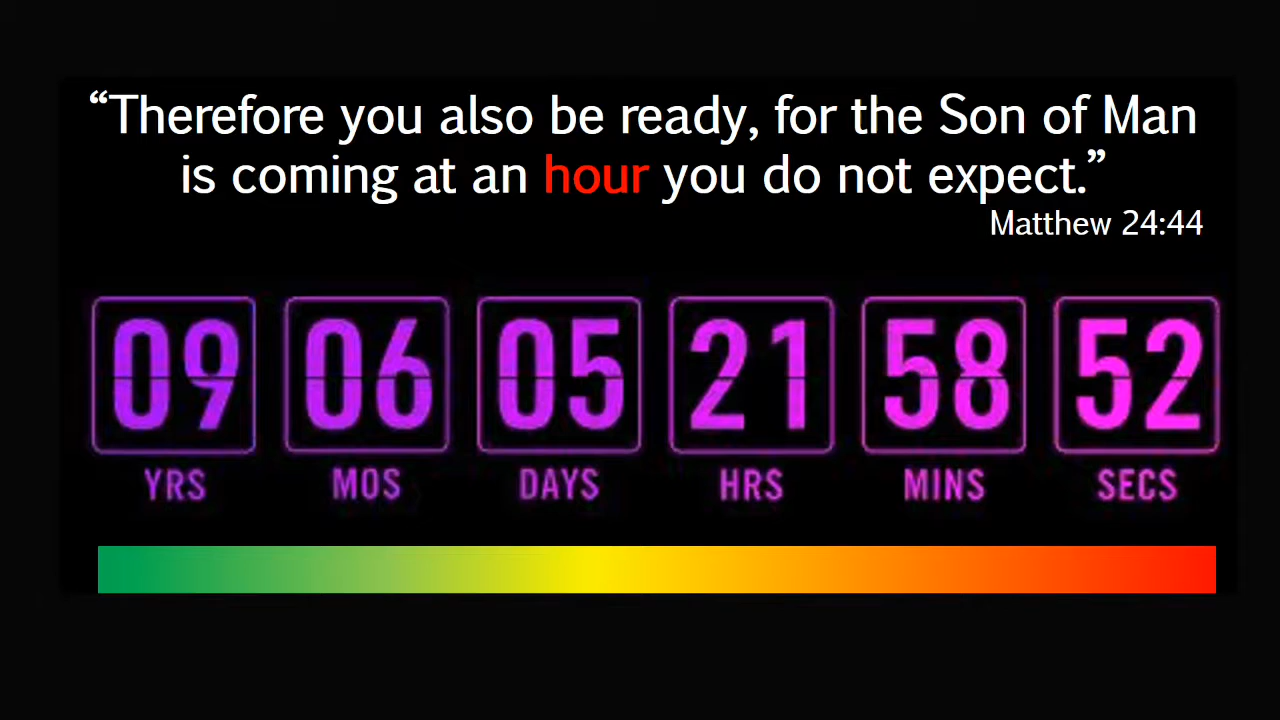 “Therefore you also be ready, for the Son of Man
is coming at an hour you do not expect.”
Matthew 24:44
09 06 05 21 58 52
YRS MOS DAYS HRS MINS SECS